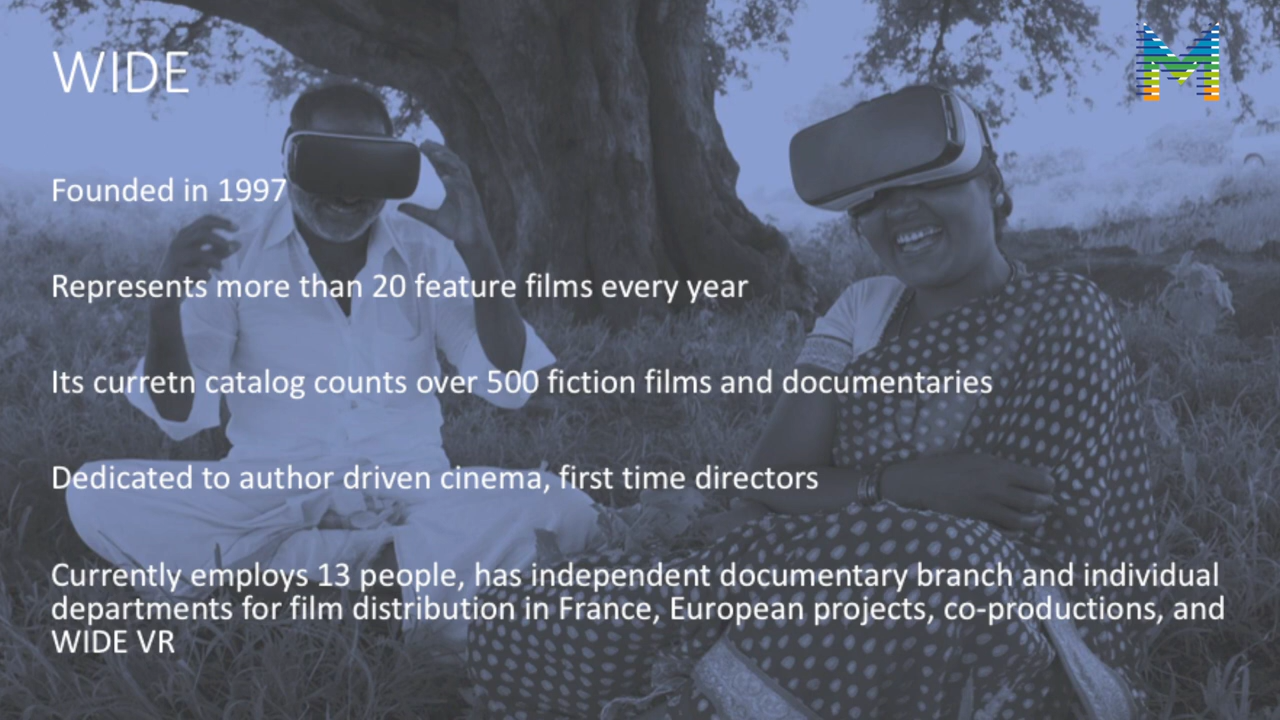 WIDE
Founded in 1997
Represents more than 20 feature films every year
Its curretn catalog counts over 500 fiction films and documentaries
Dedicated to author driven cinema, first time directors
Currently employs 13 people, has independent documentary branch and individual
departments for film distribution in France, European projects, co-productions, and
WIDE VR
M